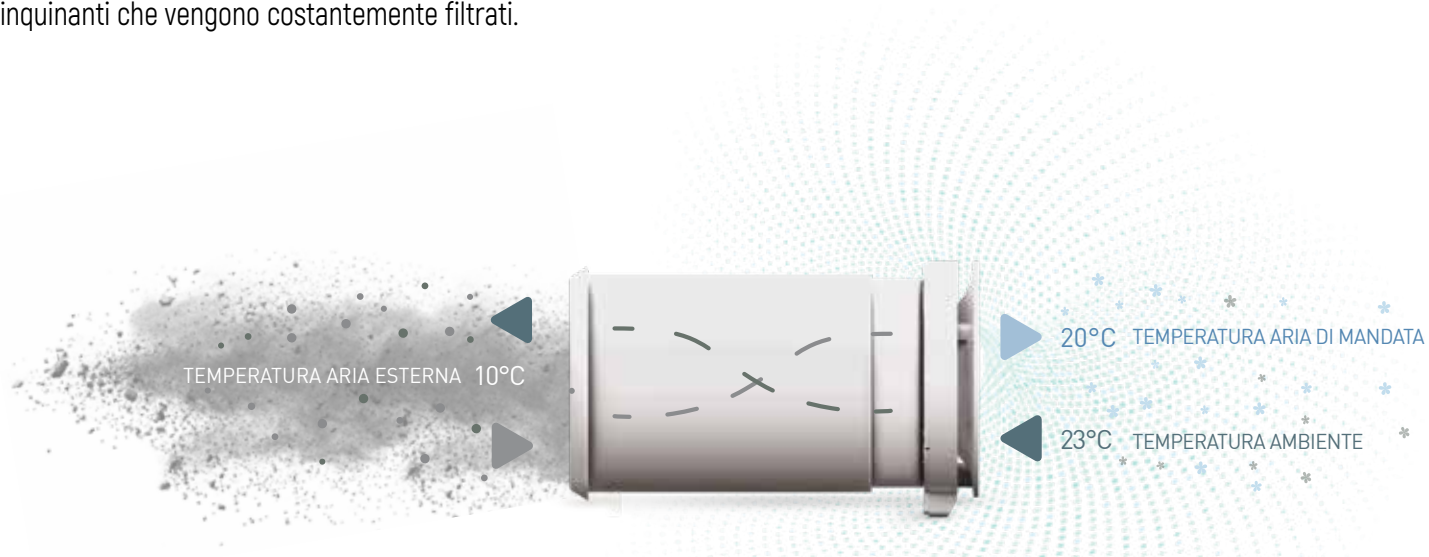 inquinanti che vengono costantemente filtrati.
20°C TEMPERATURA ARIA DI MANDATA
TEMPERATURA ARIA ESTERNA 10°C
23°C TEMPERATURA AMBIENTE